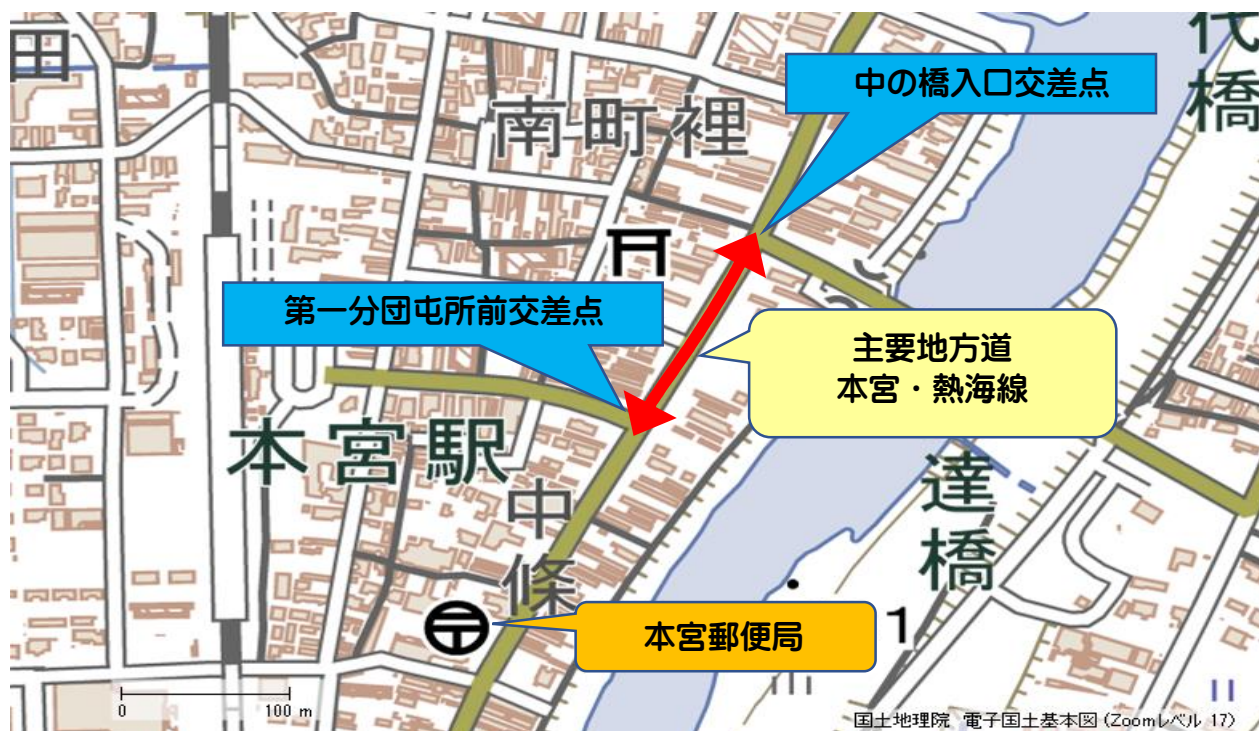 田
代
橋
中の橋入口交差点
南町裡
第一分団屯所前交差点
主要地方道
本宮・熱海線
本宮駅
中
條
達
橋
本宮郵便局
1
0
100 m
国土地理院 電子国土基本図 (Zoomレベル 17)